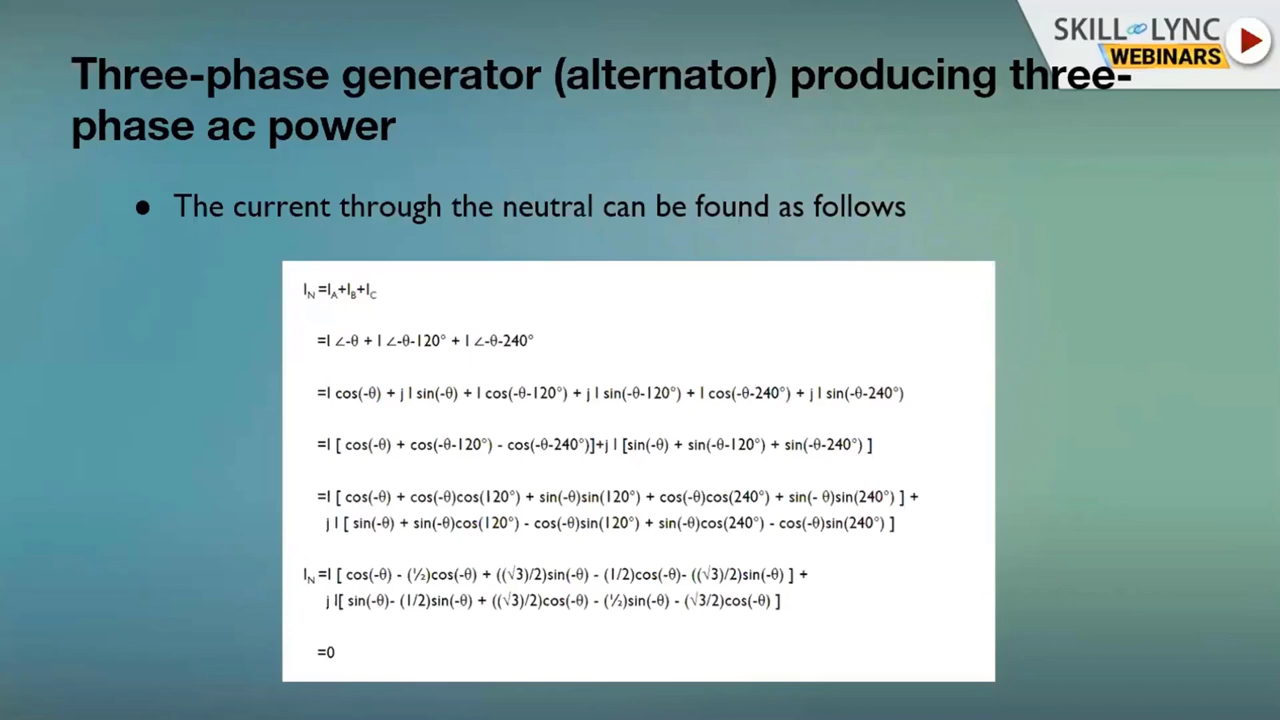 SKILL LYNC
WEBINARS
Three-phase generator (alternator) producing three-
phase ac power
● The current through the neutral can be found as follows
I_N =I_A+I_B+I_C
=I ∠-θ + I ∠-θ-120° + I ∠-θ-240°
=I cos(-θ) + j I sin(-θ) + I cos(-θ-120°) + j I sin(-θ-120°) + I cos(-θ-240°) + j I sin(-θ-240°)
=I [ cos(-θ) + cos(-θ-120°) - cos(-θ-240°)]+j I [sin(-θ) + sin(-θ-120°) + sin(-θ-240°) ]
=I [ cos(-θ) + cos(-θ)cos(120°) + sin(-θ)sin(120°) + cos(-θ)cos(240°) + sin(- θ)sin(240°) ] +
j I [ sin(-θ) + sin(-θ)cos(120°) - cos(-θ)sin(120°) + sin(-θ)cos(240°) - cos(-θ)sin(240°) ]
I_N =I [ cos(-θ) - (½)cos(-θ) + ((√3)/2)sin(-θ) - (1/2)cos(-θ)- ((√3)/2)sin(-θ) ] +
j I[ sin(-θ)- (1/2)sin(-θ) + ((√3)/2)cos(-θ) - (½)sin(-θ) - (√3/2)cos(-θ) ]
=0